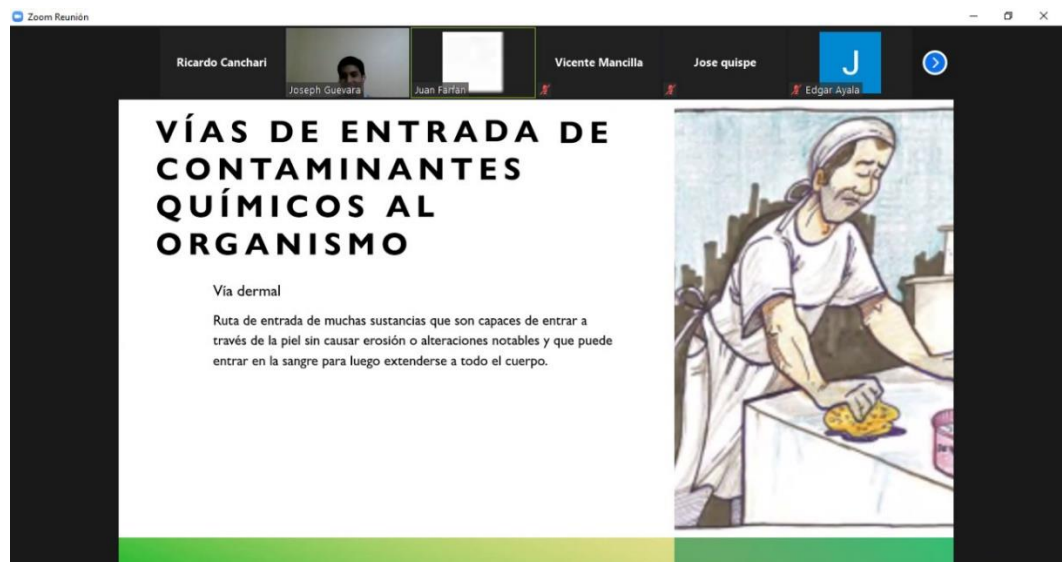 Zoom Reunión
Ricardo Canchari
Joseph Guevara
Juan Farfán
Vicente Mancilla
Jose quispe
J
Edgar Ayala
VÍAS DE ENTRADA DE
CONTAMINANTES
QUÍMICOS AL
ORGANISMO
Via dermal
Ruta de entrada de muchas sustancias que son capaces de entrar a
través de la piel sin causar erosión o alteraciones notables y que puede
entrar en la sangre para luego extenderse a todo el cuerpo.